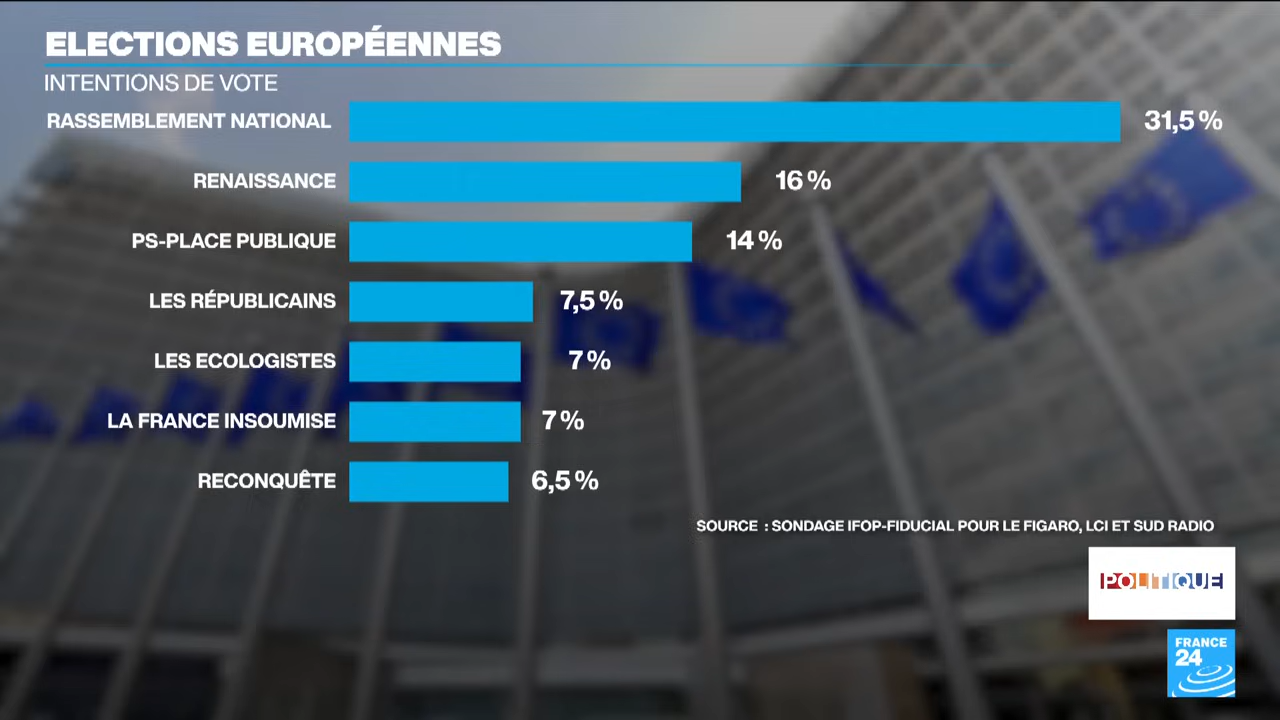 ELECTIONS EUROPÉENNES
INTENTIONS DE VOTE
RASSEMBLEMENT NATIONAL 31,5 %
RENAISSANCE 16 %
PS-PLACE PUBLIQUE 14 %
LES RÉPUBLICAINS 7,5 %
LES ECOLOGISTES 7 %
LA FRANCE INSOUMISE 7 %
RECONQUÊTE 6,5 %
SOURCE : SONDAGE IFOP-FIDUCIAL POUR LE FIGARO, LCI ET SUD RADIO
POLITIQUE
FRANCE
24